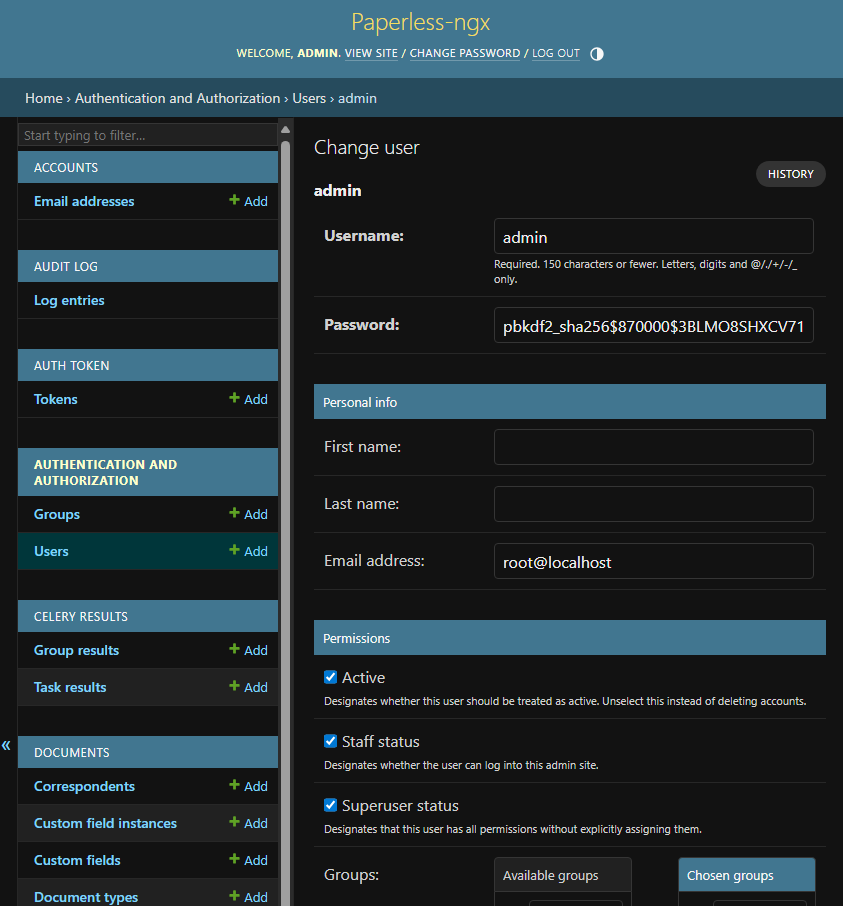 Paperless-ngx
WELCOME, ADMIN. VIEW SITE / CHANGE PASSWORD / LOG OUT
Home › Authentication and Authorization › Users › admin
Start typing to filter...
ACCOUNTS
Email addresses + Add
AUDIT LOG
Log entries
AUTH TOKEN
Tokens + Add
AUTHENTICATION AND
AUTHORIZATION
Groups + Add
Users + Add
CELERY RESULTS
Group results + Add
Task results + Add
«
DOCUMENTS
Correspondents + Add
Custom field instances + Add
Custom fields + Add
Document types + Add
Change user
HISTORY
admin
Username: admin
Required. 150 characters or fewer. Letters, digits and @/./+/-/_
only.
Password: pbkdf2_sha256$870000$3BLMO8SHXCV71
Personal info
First name:
Last name:
Email address: root@localhost
Permissions
Active
Designates whether this user should be treated as active. Unselect this instead of deleting accounts.
Staff status
Designates whether the user can log into this admin site.
Superuser status
Designates that this user has all permissions without explicitly assigning them.
Groups: Available groups Chosen groups